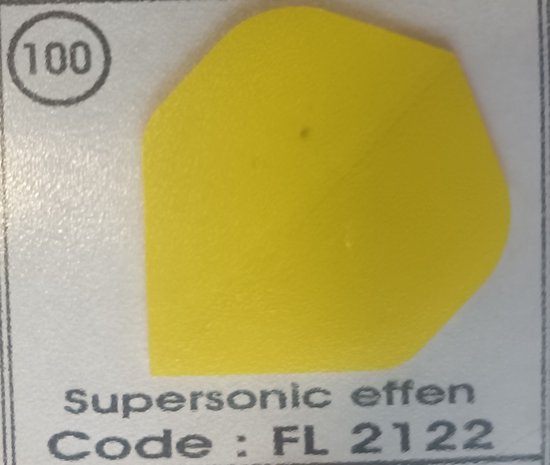 100
Supersonic effen
Code : FL 2122